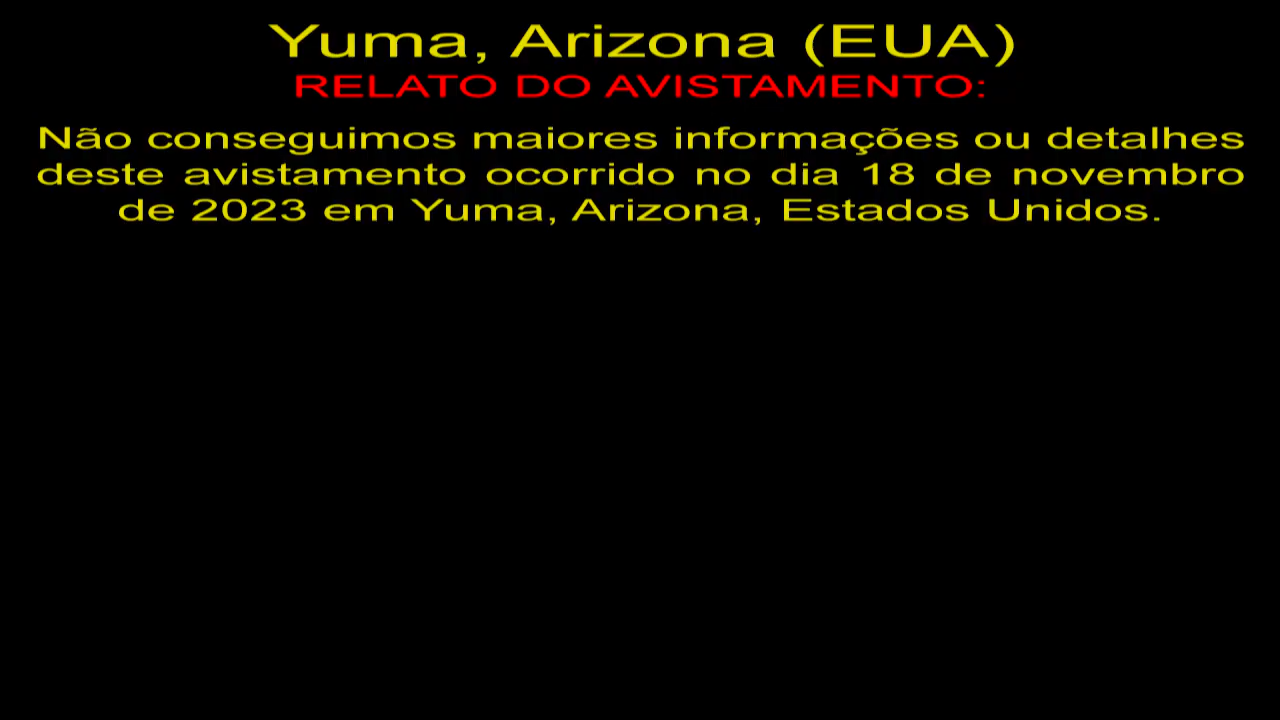 Yuma, Arizona (EUA)
RELATO DO AVISTAMENTO:
Não conseguimos maiores informações ou detalhes
deste avistamento ocorrido no dia 18 de novembro
de 2023 em Yuma, Arizona, Estados Unidos.